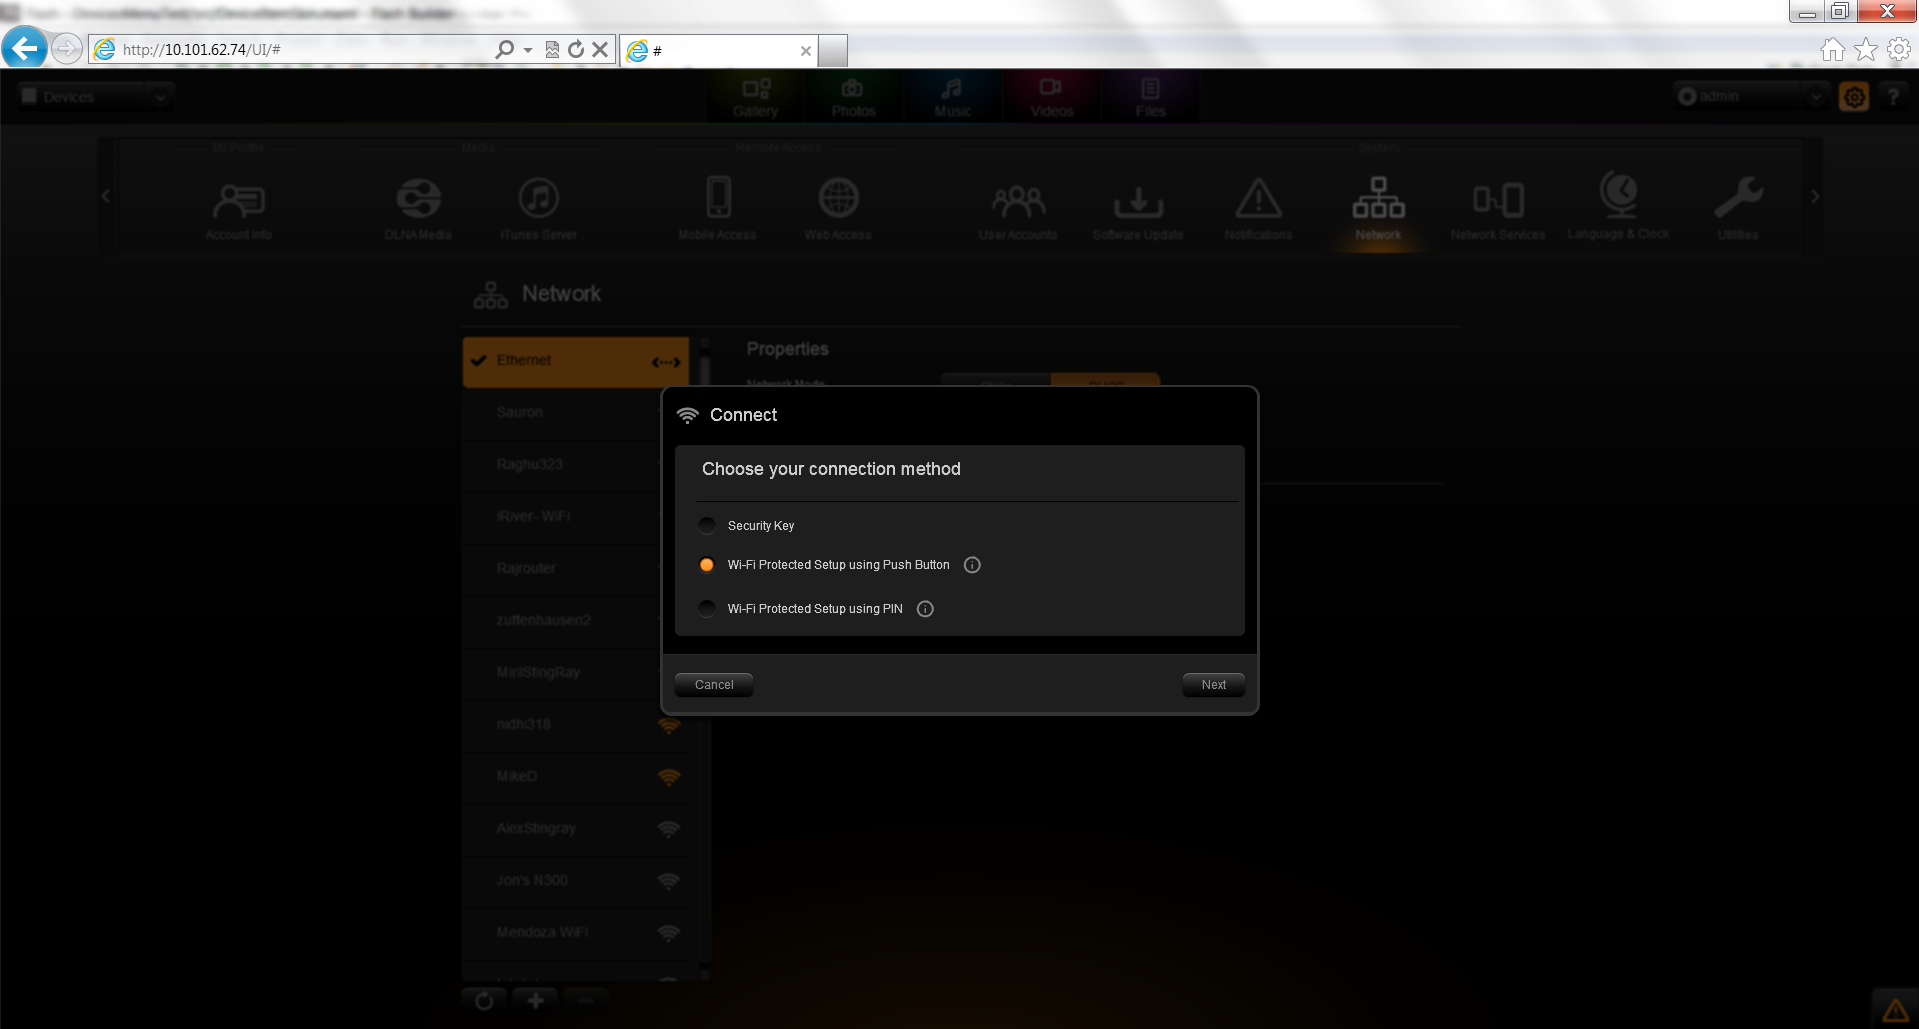 http://10.101.62.74/UI/#
#
Devices
Gallery
Photos
Music
Videos
Files
admin
?
My Profile
Media
Remote Access
System
Account Info
DLNA Media
iTunes Server
Mobile Access
Web Access
User Accounts
Software Update
Notifications
Network
Network Services
Language & Clock
Utilities
Network
Ethernet
Properties
Network Mode
Sauron
Raghu323
iRiver- WiFi
Rajrouter
zuffenhausen2
MirilStingRay
nidhi318
MikeD
AlexStingray
Jon's N300
Mendoza WiFi
Connect
Choose your connection method
Security Key
Wi-Fi Protected Setup using Push Button
Wi-Fi Protected Setup using PIN
Cancel
Next